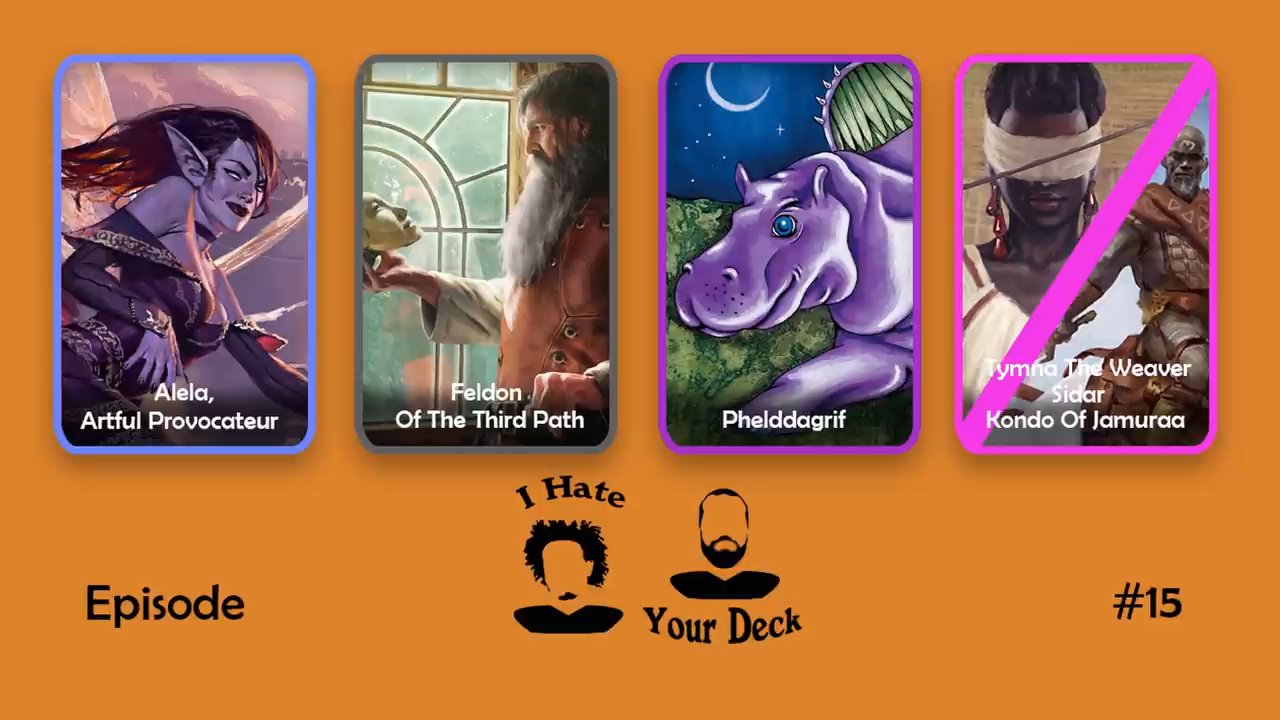 Alela,
Artful Provocateur
Feldon
Of The Third Path
Phelddagrif
Tymna The Weaver
Sidar
Kondo Of Jamuraa
I Hate
Your Deck
Episode
#15